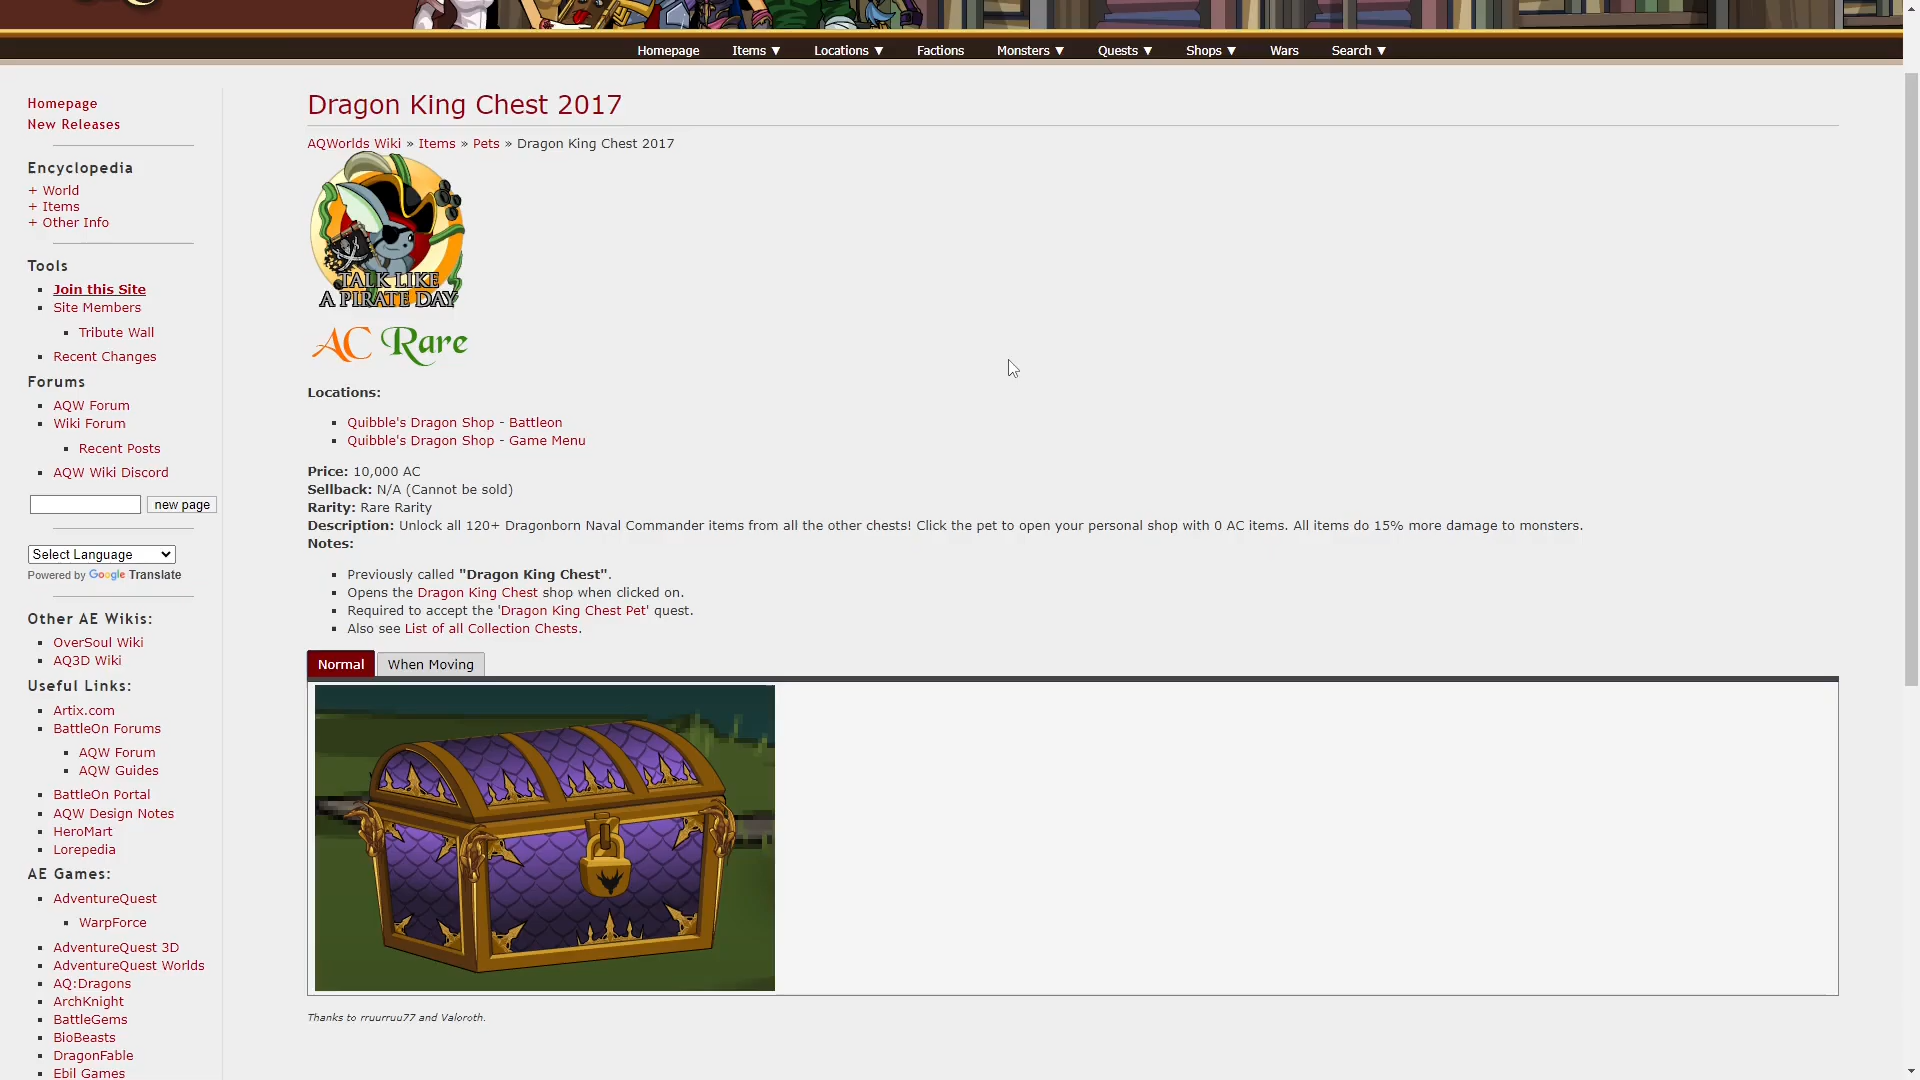 Homepage
Items ▼
Locations ▼
Factions
Monsters ▼
Quests ▼
Shops ▼
Wars
Search ▼
Homepage
New Releases
Encyclopedia
+ World
+ Items
+ Other Info
Tools
Join this Site
Site Members
Tribute Wall
Recent Changes
Forums
AQW Forum
Wiki Forum
Recent Posts
AQW Wiki Discord
new page
Select Language
Powered by Google Translate
Other AE Wikis:
OverSoul Wiki
AQ3D Wiki
Useful Links:
Artix.com
BattleOn Forums
AQW Forum
AQW Guides
BattleOn Portal
AQW Design Notes
HeroMart
Lorepedia
AE Games:
AdventureQuest
WarpForce
AdventureQuest 3D
AdventureQuest Worlds
AQ:Dragons
ArchKnight
BattleGems
BioBeasts
DragonFable
Ebil Games
Dragon King Chest 2017
AQWorlds Wiki » Items » Pets » Dragon King Chest 2017
TALK LIKE
A PIRATE DAY
AC Rare
Locations:
Quibble's Dragon Shop - Battleon
Quibble's Dragon Shop - Game Menu
Price: 10,000 AC
Sellback: N/A (Cannot be sold)
Rarity: Rare Rarity
Description: Unlock all 120+ Dragonborn Naval Commander items from all the other chests! Click the pet to open your personal shop with 0 AC items. All items do 15% more damage to monsters.
Notes:
Previously called "Dragon King Chest".
Opens the Dragon King Chest shop when clicked on.
Required to accept the 'Dragon King Chest Pet' quest.
Also see List of all Collection Chests.
Normal
When Moving
Thanks to rruurruu77 and Valoroth.